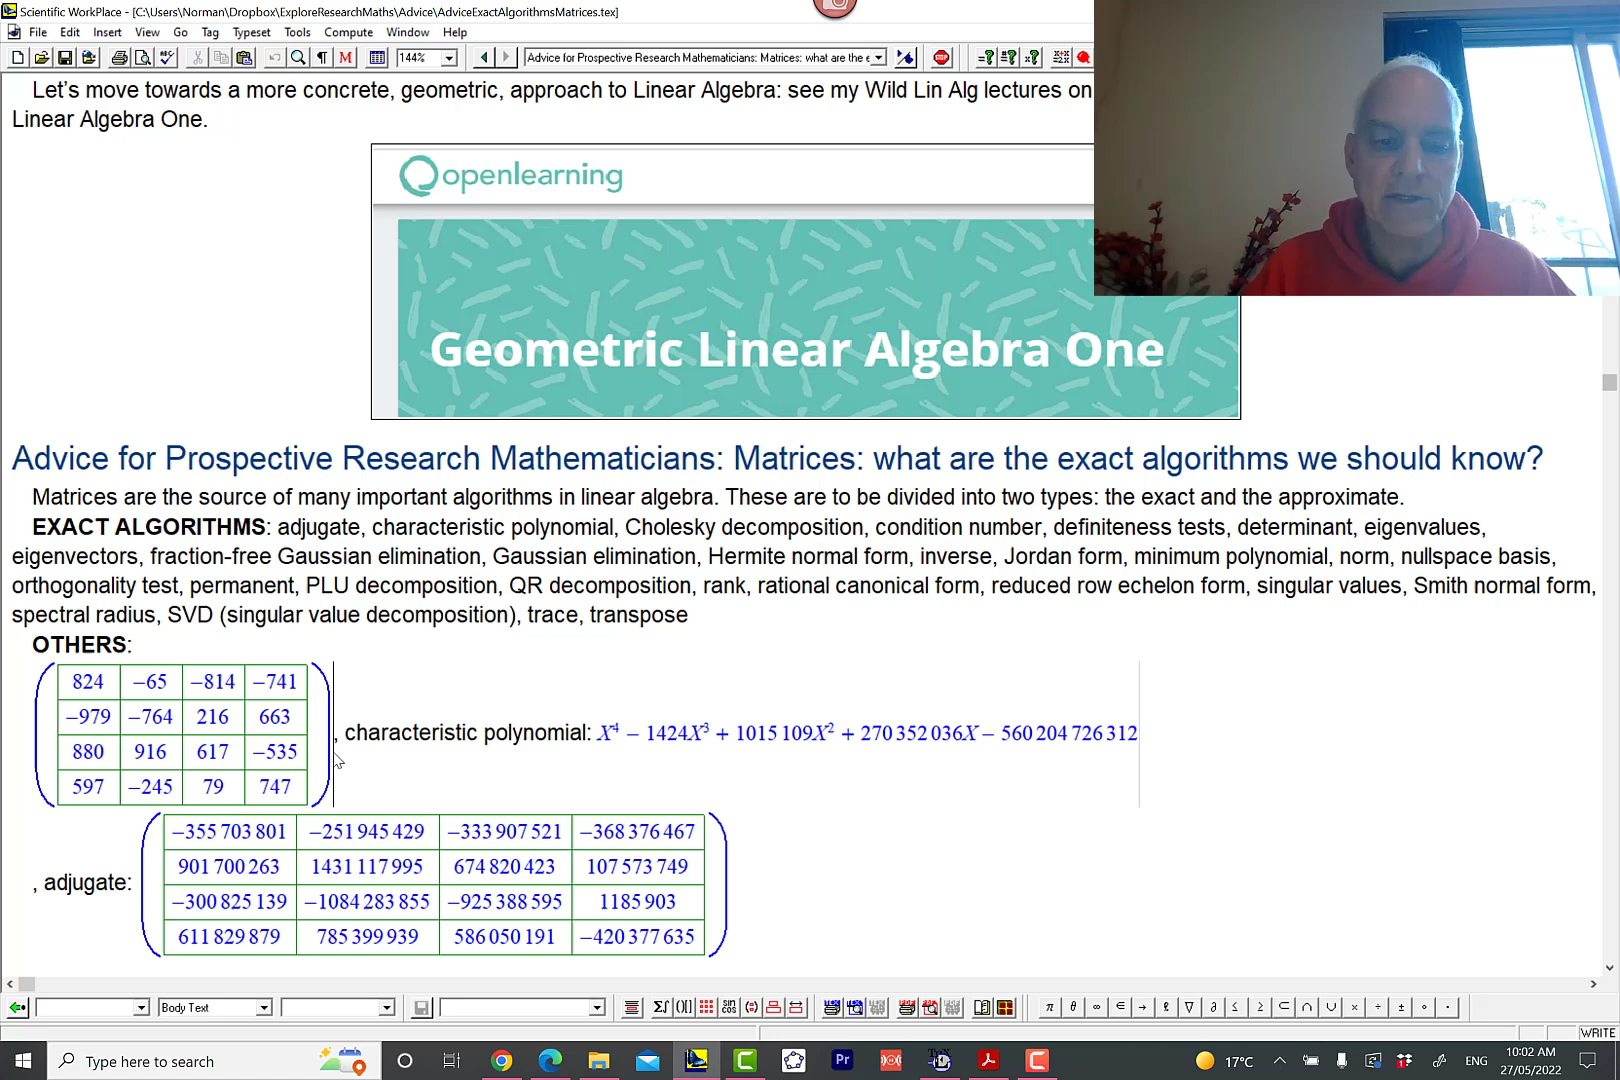 Scientific WorkPlace - [C:\Users\Norman\Dropbox\ExploreResearchMaths\Advice\AdviceExactAlgorithmsMatrices.tex]
File Edit Insert View Go Tag Typeset Tools Compute Window Help
144% Advice for Prospective Research Mathematicians: Matrices: what are the e
Let's move towards a more concrete, geometric, approach to Linear Algebra: see my Wild Lin Alg lectures on
Linear Algebra One.
openlearning
Geometric Linear Algebra One
Advice for Prospective Research Mathematicians: Matrices: what are the exact algorithms we should know?
Matrices are the source of many important algorithms in linear algebra. These are to be divided into two types: the exact and the approximate.
EXACT ALGORITHMS: adjugate, characteristic polynomial, Cholesky decomposition, condition number, definiteness tests, determinant, eigenvalues,
eigenvectors, fraction-free Gaussian elimination, Gaussian elimination, Hermite normal form, inverse, Jordan form, minimum polynomial, norm, nullspace basis,
orthogonality test, permanent, PLU decomposition, QR decomposition, rank, rational canonical form, reduced row echelon form, singular values, Smith normal form,
spectral radius, SVD (singular value decomposition), trace, transpose
OTHERS:
824 −65 −814 −741
−979 −764 216 663
880 916 617 −535
597 −245 79 747
, characteristic polynomial: X⁴ − 1424X³ + 1015 109X² + 270 352 036X − 560 204 726 312
, adjugate:
−355 703 801 −251 945 429 −333 907 521 −368 376 467
901 700 263 1431 117 995 674 820 423 107 573 749
−300 825 139 −1084 283 855 −925 388 595 1185 903
611 829 879 785 399 939 586 050 191 −420 377 635
Body Text
π θ ∞ ∈ → ℓ ∇ ∂ ≤ ≥ ⊂ ∩ ∪ × ÷ ± ∘ ·
WRITE
Type here to search
Pr
17°C
ENG
10:02 AM
27/05/2022